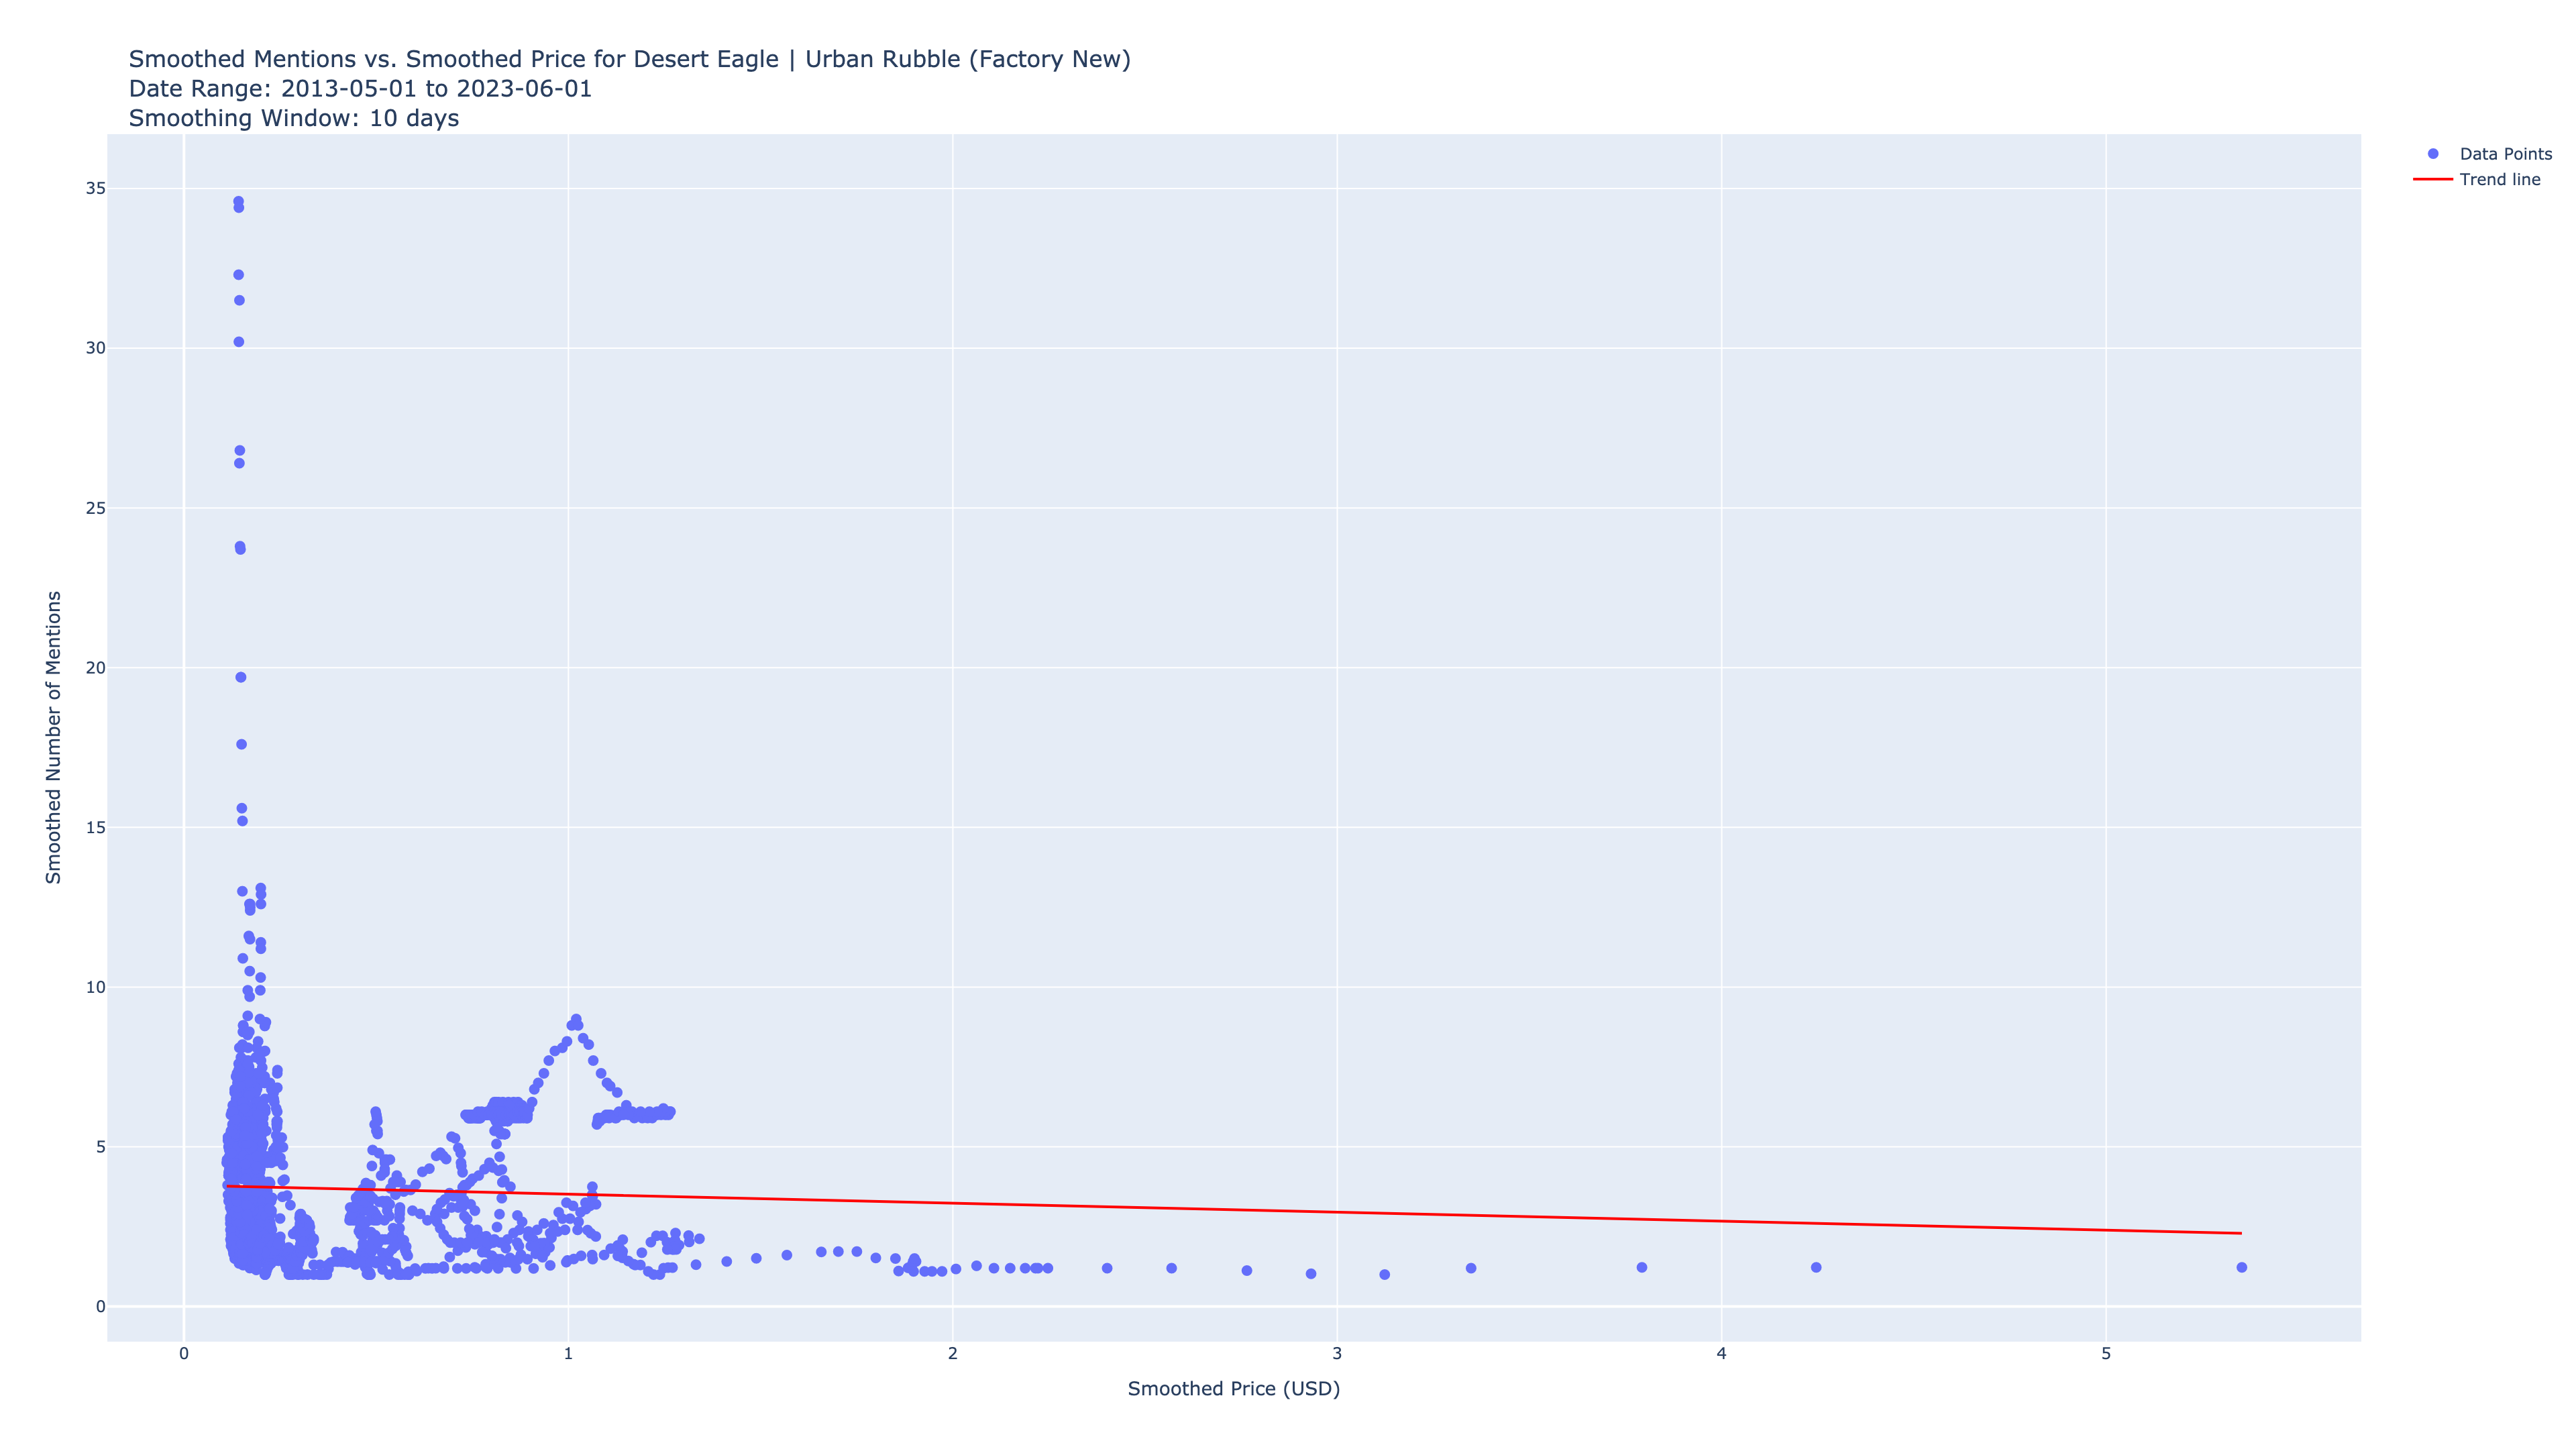 Smoothed Mentions vs. Smoothed Price for Desert Eagle | Urban Rubble (Factory New)
Date Range: 2013-05-01 to 2023-06-01
Smoothing Window: 10 days
Data Points
Trend line
35
30
25
20
15
10
5
0
Smoothed Number of Mentions
0 1 2 3 4 5
Smoothed Price (USD)